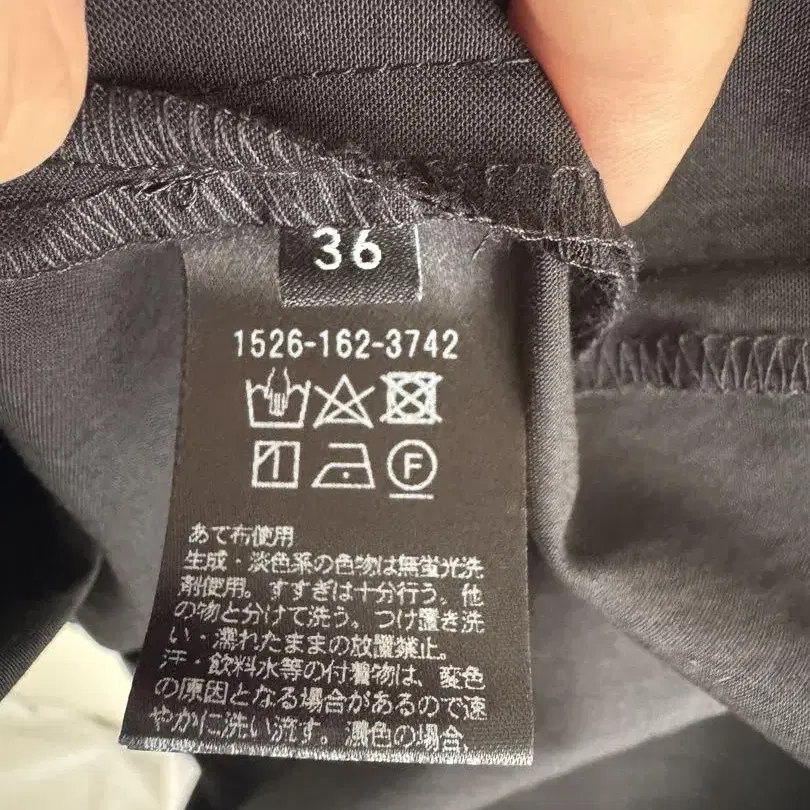 36
1526-162-3742
F
あて布使用
生成・淡色系の色物は無蛍光洗
剤使用。すすぎは十分行う。他
の物と分けて洗う。つけ置き洗
い・濡れたままの放置禁止。
汗・飲料水等の付着物は、変色
の原因となる場合があるので速
やかに洗い流す。濃色の場合、